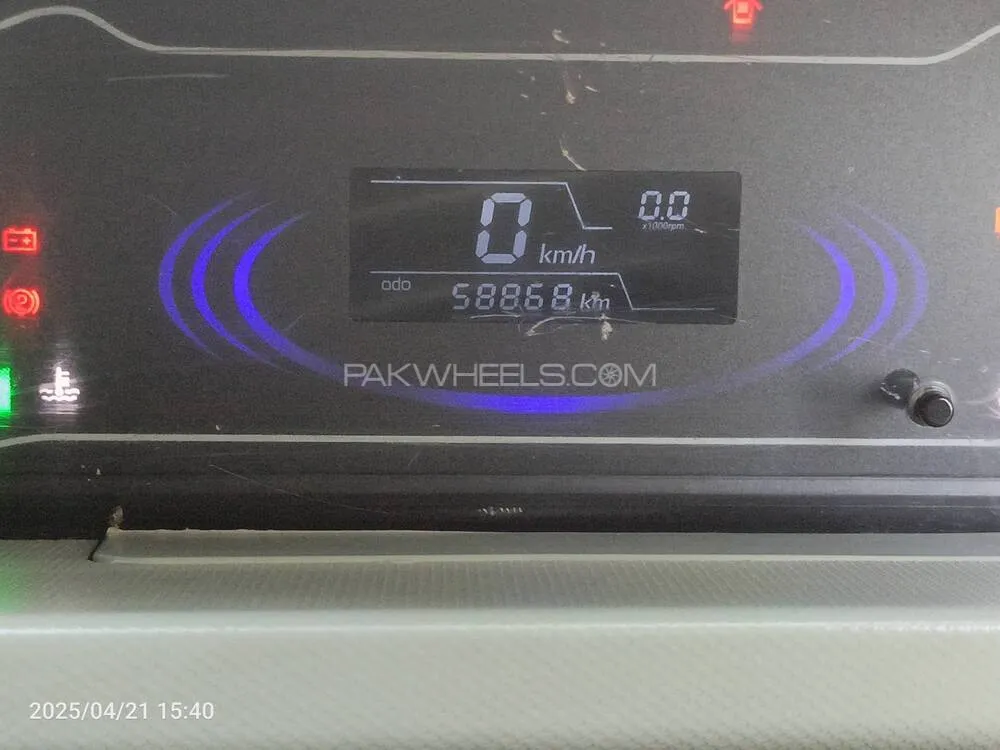 0 km/h
0.0
x1000rpm
odo 58868 km
PAKWHEELS.COM
2025/04/21 15:40